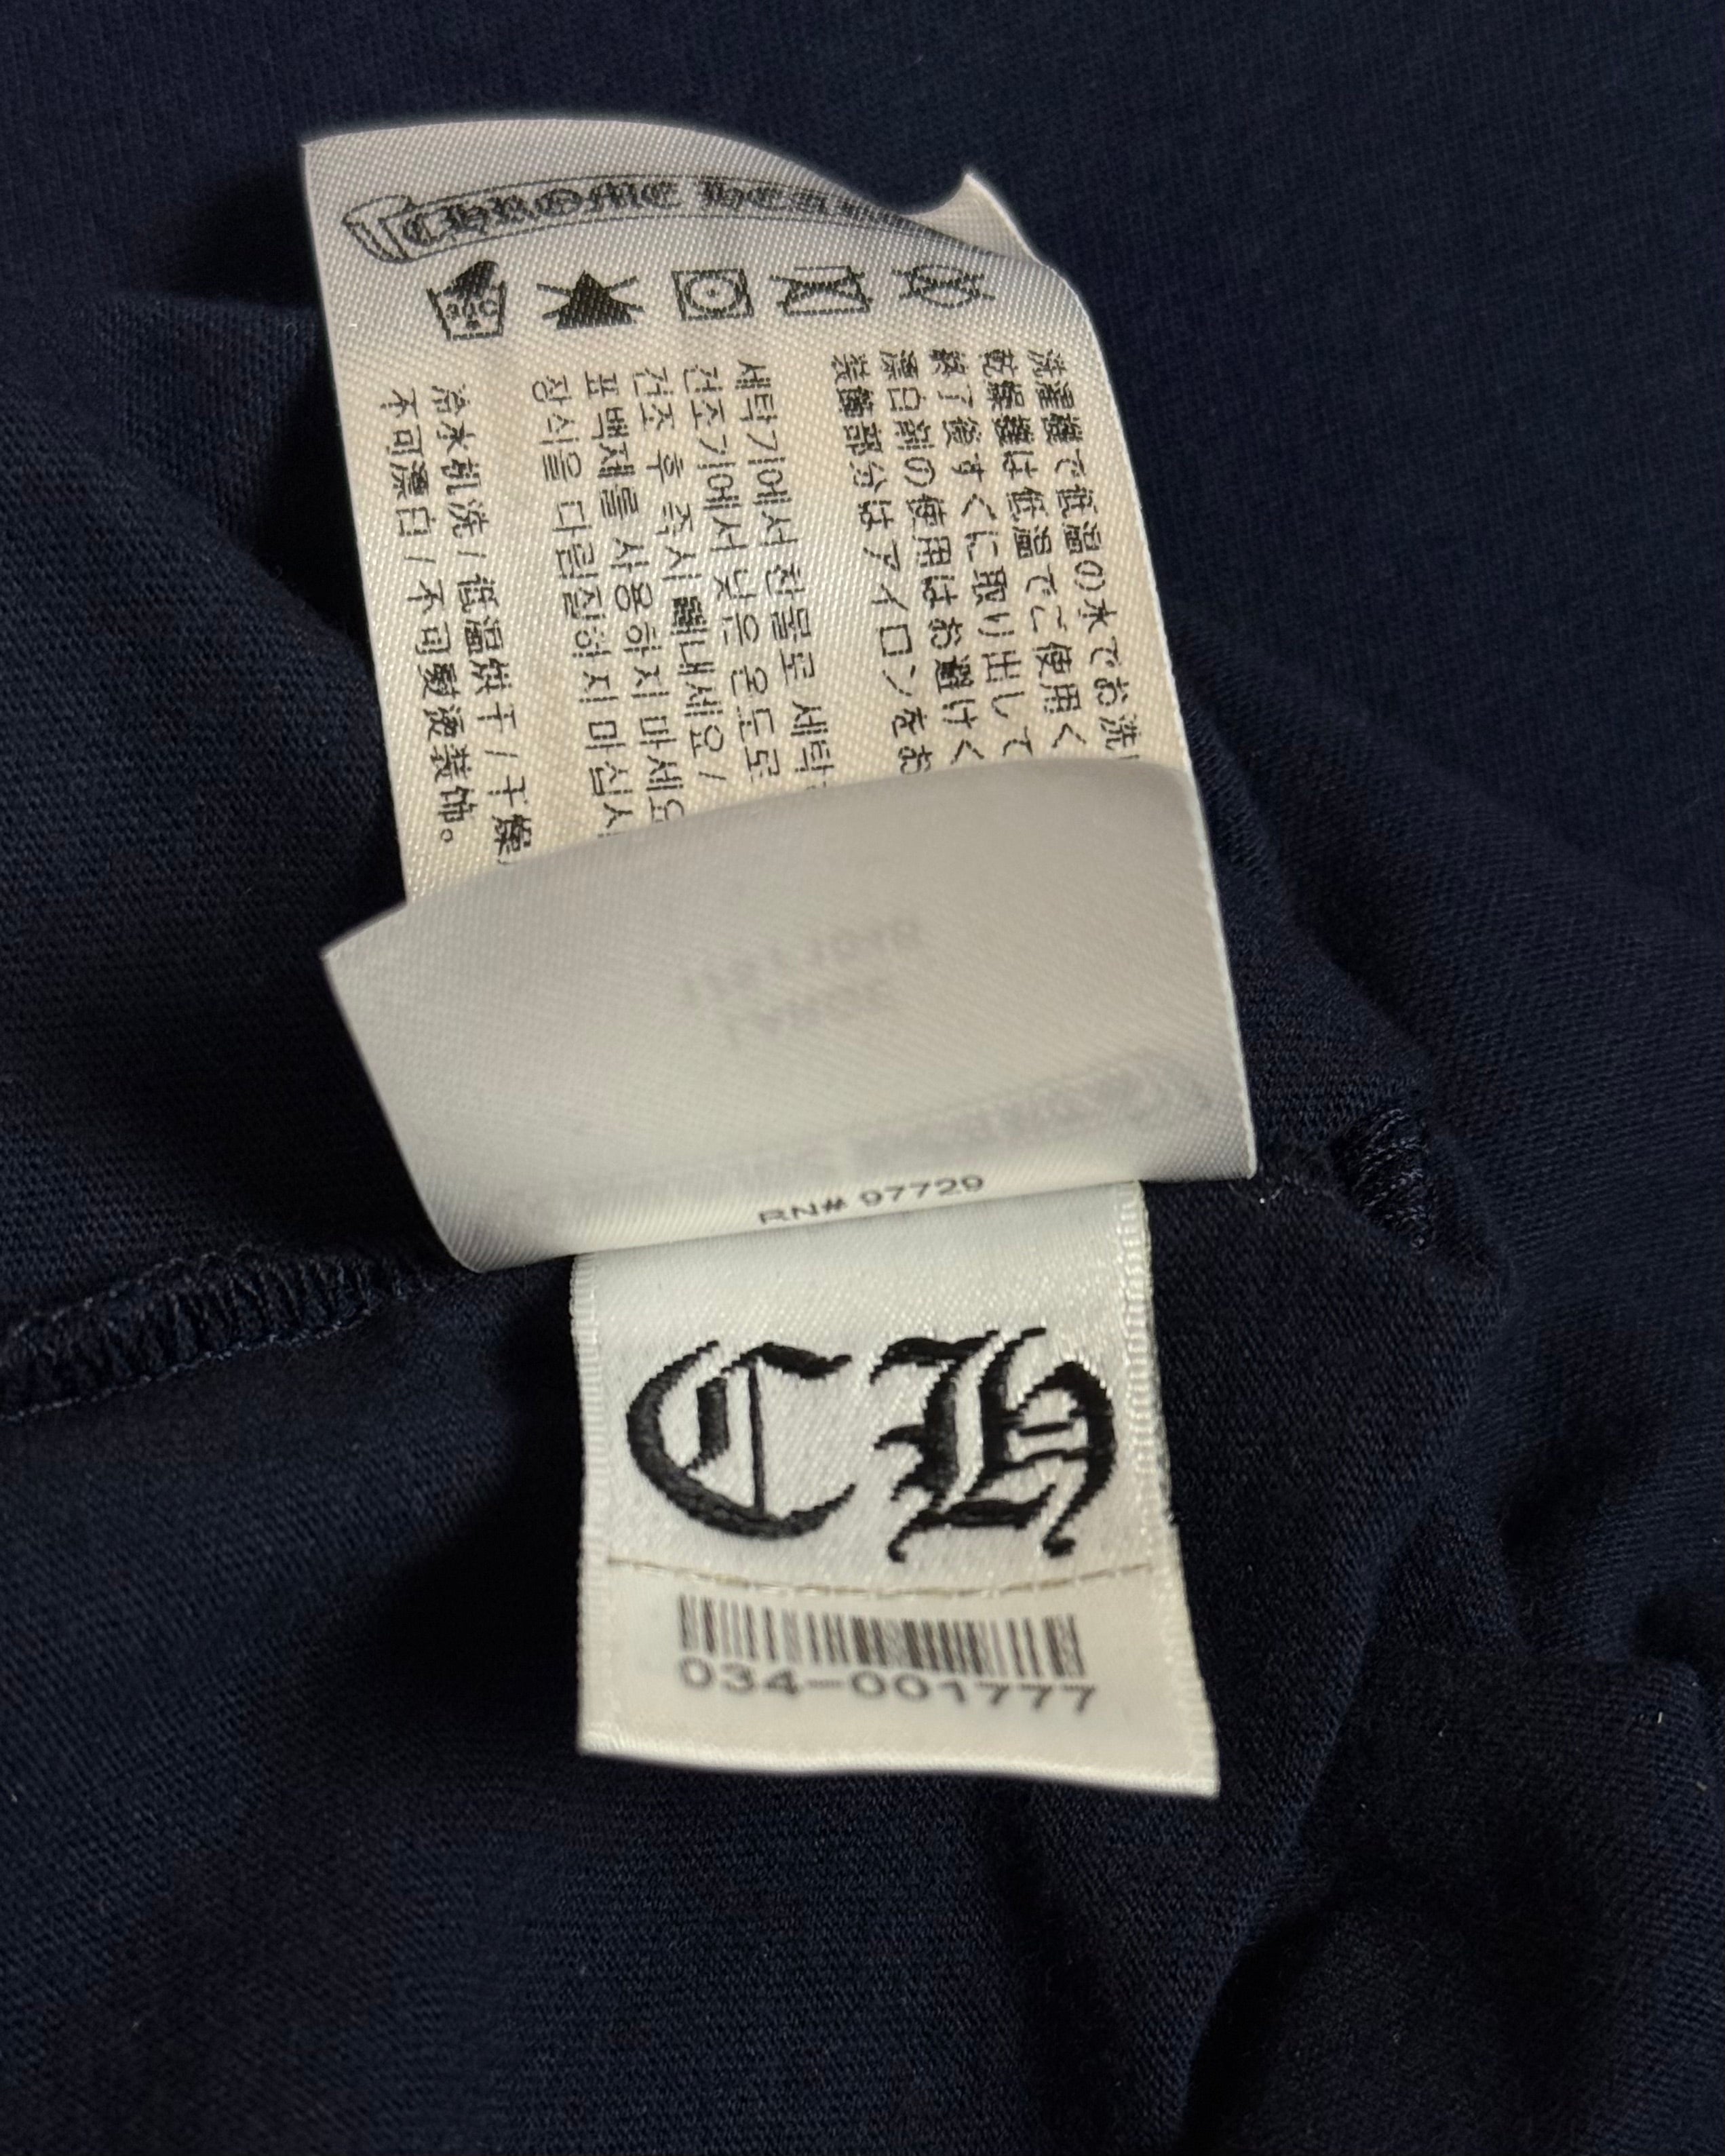 CHROME HEA
洗濯機で低温の水でお洗
乾燥機は低温でご使用く
終了後すぐに取り出して
漂白剤の使用はお避けく
装飾部分はアイロンをお
세탁기에서 찬물로 세탁
건조기에서 낮은 온도로
건조 후 즉시 빼내세요 /
표백제를 사용하지 마세요
장식을 다림질하지 마십시
冷水机洗 / 低温烘干 / 干燥
不可漂白 / 不可熨烫装饰。
RN# 97729
CH
034-001777